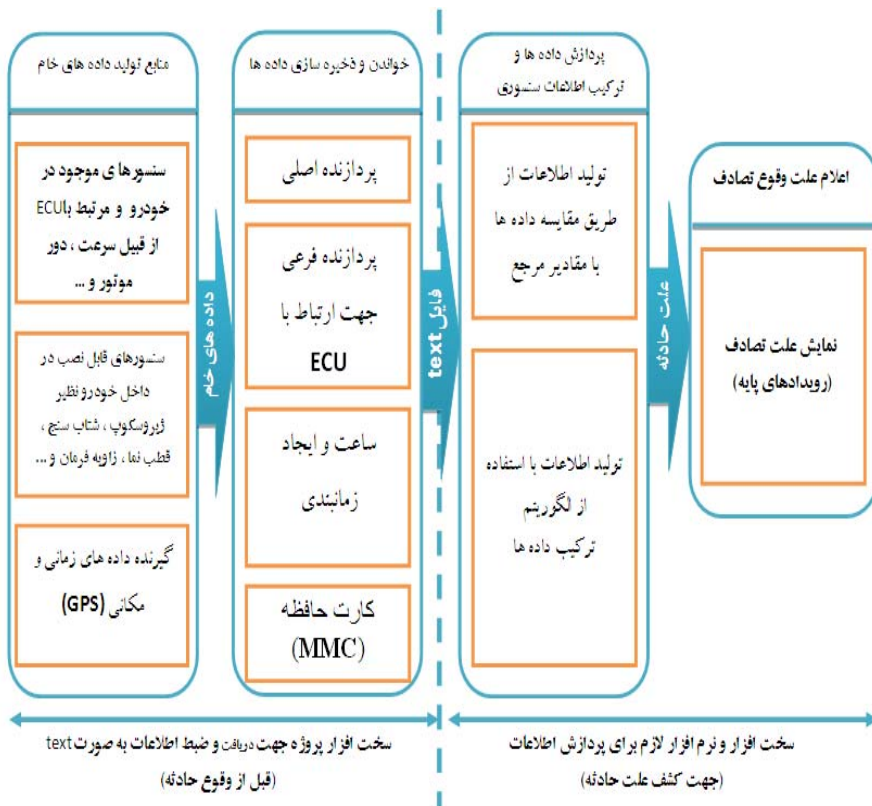 منابع تولید داده های خام
سنسورها ی موجود در
خودرو و مرتبط باECU
از قبیل سرعت ، دور
موتور و ...
سنسورهای قابل نصب در
داخل خودرو نظیر
ژیروسکوپ ، شتاب سنج ،
قطب نما ، زاویه فرمان و ...
گیرنده داده های زمانی و
مکانی (GPS)
داده های خام
خواندن و ذخیره سازی داده ها
پردازنده اصلی
پردازنده فرعی
جهت ارتباط با
ECU
ساعت و ایجاد
زمانبندی
کارت حافظه
(MMC)
فایل text
پردازش داده ها و
ترکیب اطلاعات سنسوری
تولید اطلاعات از
طریق مقایسه داده ها
با مقادیر مرجع
تولید اطلاعات با استفاده
از لگوریتم
ترکیب داده ها
علت حادثه
اعلام علت وقوع تصادف
نمایش علت تصادف
(رویدادهای پایه)
سخت افزار پروژه جهت دریافت و ضبط اطلاعات به صورت text
(قبل از وقوع حادثه)
سخت افزار و نرم افزار لازم برای پردازش اطلاعات
(جهت کشف علت حادثه)